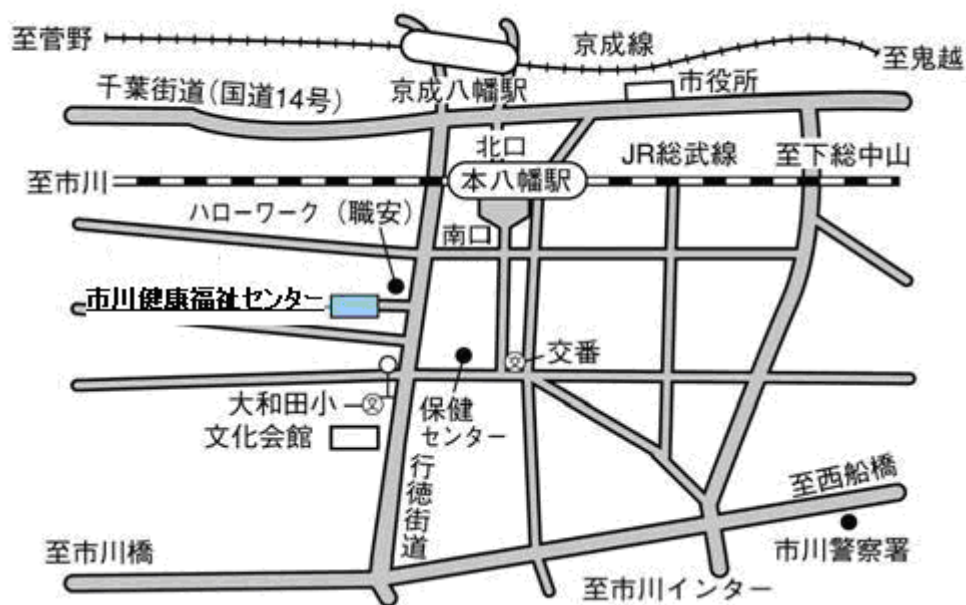 至菅野
京成線
至鬼越
市役所
京成八幡駅
千葉街道(国道14号)
北口
JR総武線
至下総中山
至市川
本八幡駅
ハローワーク(職安)
南口
市川健康福祉センター
交番
大和田小
文
文
保健
センター
文化会館
行徳街道
至西船橋
市川警察署
至市川橋
至市川インター